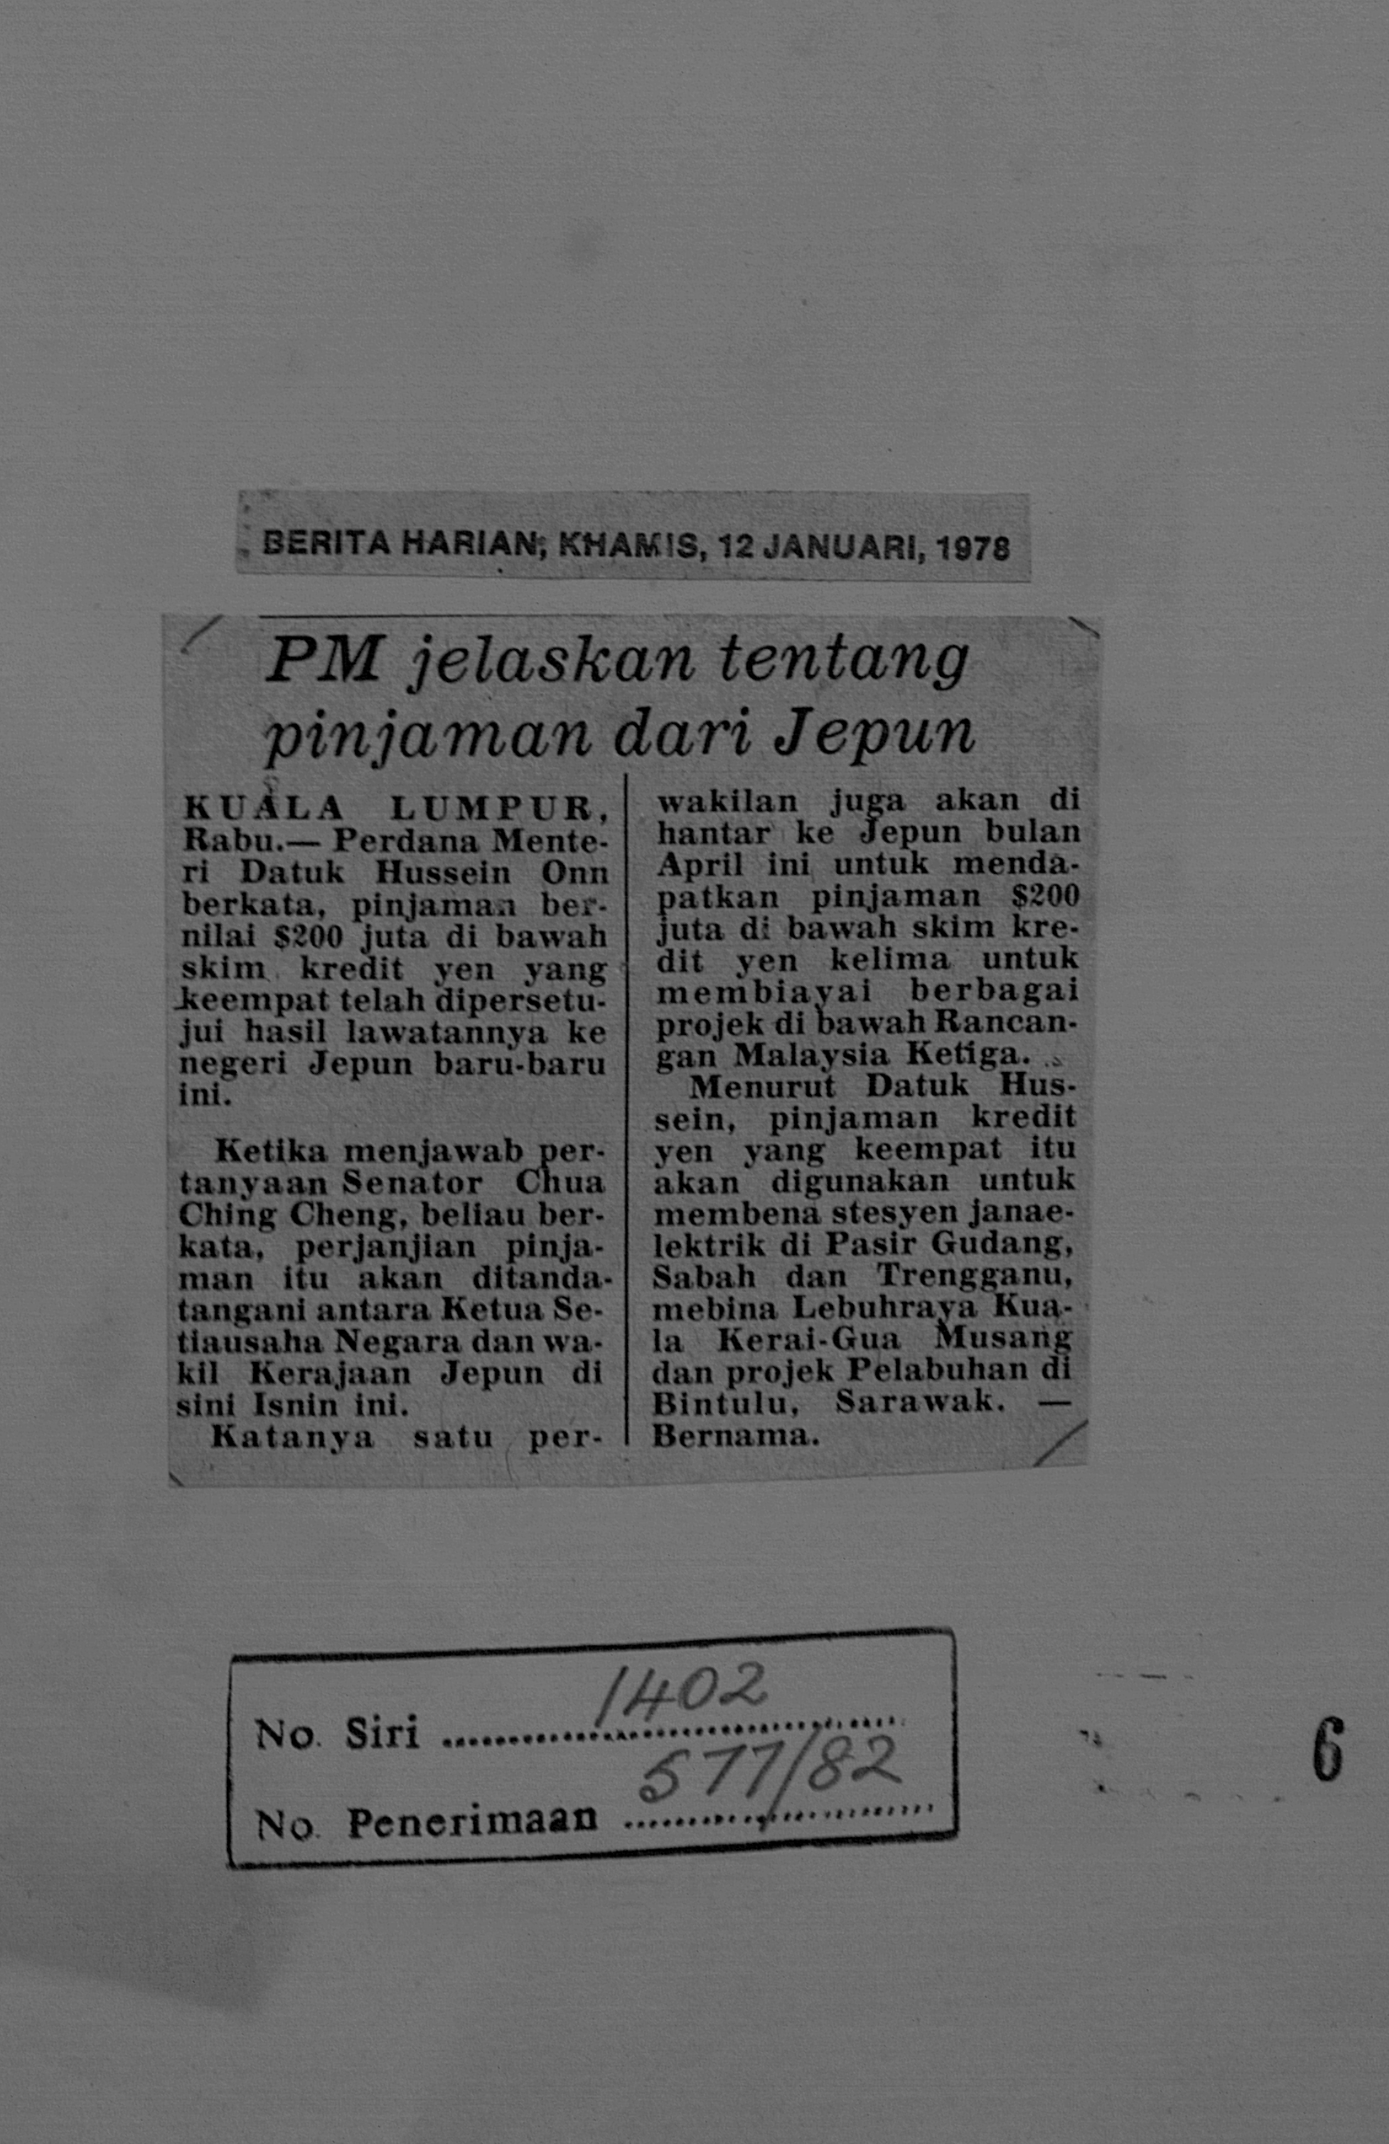 BERITA HARIAN, KHAMIS, 12 JANUARI, 1978
PM jelaskan tentang
pinjaman dari Jepun
KUALA LUMPUR,
Rabu.— Perdana Mente-
ri Datuk Hussein Onn
berkata, pinjaman ber-
nilai $200 juta di bawah
skim kredit yen yang
keempat telah dipersetu-
jui hasil lawatannya ke
negeri Jepun baru-baru
ini.
Ketika menjawab per-
tanyaan Senator Chua
Ching Cheng, beliau ber-
kata, perjanjian pinja-
man itu akan ditanda-
tangani antara Ketua Se-
tiausaha Negara dan wa-
kil Kerajaan Jepun di
sini Isnin ini.
Katanya satu per-
wakilan juga akan di
hantar ke Jepun bulan
April ini untuk menda-
patkan pinjaman $200
juta di bawah skim kre-
dit yen kelima untuk
membiayai berbagai
projek di bawah Rancan-
gan Malaysia Ketiga.
Menurut Datuk Hus-
sein, pinjaman kredit
yen yang keempat itu
akan digunakan untuk
membena stesyen janae-
lektrik di Pasir Gudang,
Sabah dan Trengganu,
mebina Lebuhraya Kua-
la Kerai-Gua Musang
dan projek Pelabuhan di
Bintulu, Sarawak. —
Bernama.
No. Siri 1402
No. Penerimaan 577/82
6